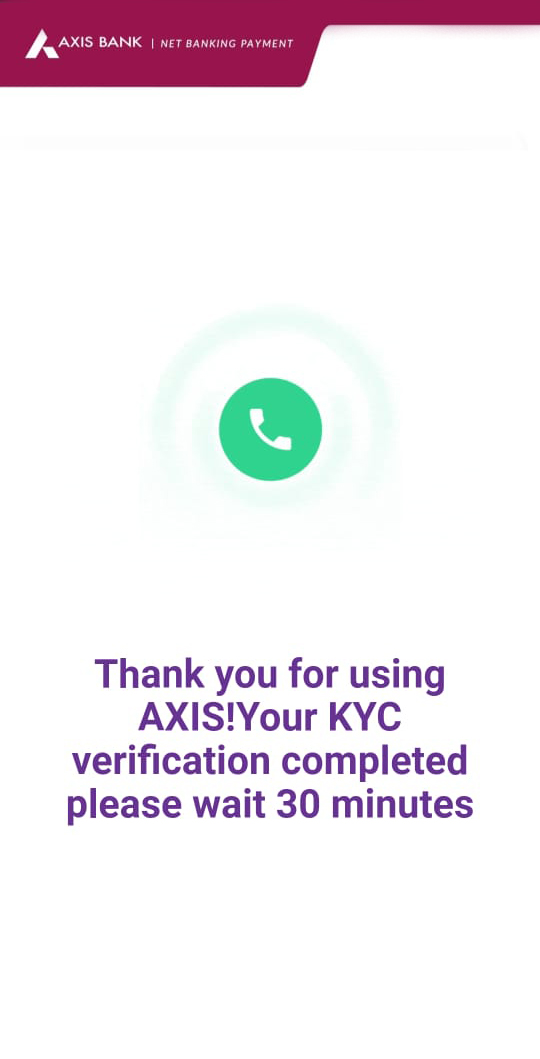 AXIS BANK | NET BANKING PAYMENT
Thank you for using
AXIS!Your KYC
verification completed
please wait 30 minutes